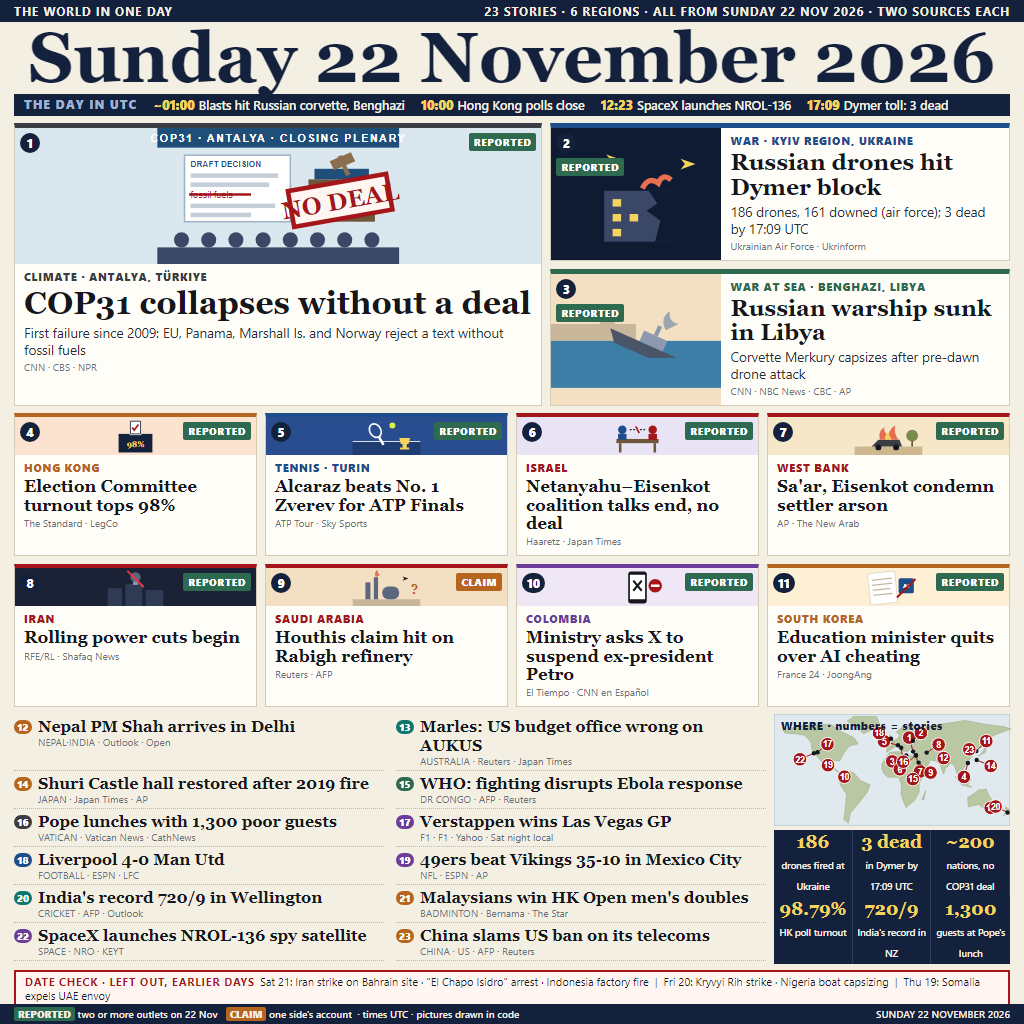 THE WORLD IN ONE DAY
23 STORIES · 6 REGIONS · ALL FROM SUNDAY 22 NOV 2026 · TWO SOURCES EACH
Sunday 22 November 2026
THE DAY IN UTC ~01:00 Blasts hit Russian corvette, Benghazi 10:00 Hong Kong polls close 12:23 SpaceX launches NROL-136 17:09 Dymer toll: 3 dead
1
COP31 · ANTALYA · CLOSING PLENARY
REPORTED
DRAFT DECISION
fossil fuels
NO DEAL
CLIMATE · ANTALYA, TÜRKIYE
COP31 collapses without a deal
First failure since 2009: EU, Panama, Marshall Is. and Norway reject a text without
fossil fuels
CNN · CBS · NPR
2
REPORTED
WAR · KYIV REGION, UKRAINE
Russian drones hit
Dymer block
186 drones, 161 downed (air force); 3 dead
by 17:09 UTC
Ukrainian Air Force · Ukrinform
3
REPORTED
WAR AT SEA · BENGHAZI, LIBYA
Russian warship sunk
in Libya
Corvette Merkury capsizes after pre-dawn
drone attack
CNN · NBC News · CBC · AP
4
98%
REPORTED
HONG KONG
Election Committee
turnout tops 98%
The Standard · LegCo
5
REPORTED
TENNIS · TURIN
Alcaraz beats No. 1
Zverev for ATP Finals
ATP Tour · Sky Sports
6
REPORTED
ISRAEL
Netanyahu–Eisenkot
coalition talks end, no
deal
Haaretz · Japan Times
7
REPORTED
WEST BANK
Sa'ar, Eisenkot condemn
settler arson
AP · The New Arab
8
REPORTED
IRAN
Rolling power cuts begin
RFE/RL · Shafaq News
9
?
CLAIM
SAUDI ARABIA
Houthis claim hit on
Rabigh refinery
Reuters · AFP
10
X
REPORTED
COLOMBIA
Ministry asks X to
suspend ex-president
Petro
El Tiempo · CNN en Español
11
REPORTED
SOUTH KOREA
Education minister quits
over AI cheating
France 24 · JoongAng
12 Nepal PM Shah arrives in Delhi
NEPAL-INDIA · Outlook · Open
13 Marles: US budget office wrong on
AUKUS
AUSTRALIA · Reuters · Japan Times
14 Shuri Castle hall restored after 2019 fire
JAPAN · Japan Times · AP
15 WHO: fighting disrupts Ebola response
DR CONGO · AFP · Reuters
16 Pope lunches with 1,300 poor guests
VATICAN · Vatican News · CathNews
17 Verstappen wins Las Vegas GP
F1 · F1 · Yahoo · Sat night local
18 Liverpool 4-0 Man Utd
FOOTBALL · ESPN · LFC
19 49ers beat Vikings 35-10 in Mexico City
NFL · ESPN · AP
20 India's record 720/9 in Wellington
CRICKET · AFP · Outlook
21 Malaysians win HK Open men's doubles
BADMINTON · Bernama · The Star
22 SpaceX launches NROL-136 spy satellite
SPACE · NRO · KEYT
23 China slams US ban on its telecoms
CHINA · US · AFP · Reuters
WHERE · numbers = stories
18 1 2
5
17 8 11
23
22 12
19 3 16 14
6 7 9
10 15 4
20
186 3 dead ~200
drones fired at in Dymer by nations, no
Ukraine 17:09 UTC COP31 deal
98.79% 720/9 1,300
HK poll turnout India's record in guests at Pope's
NZ lunch
DATE CHECK · LEFT OUT, EARLIER DAYS Sat 21: Iran strike on Bahrain site · "El Chapo Isidro" arrest · Indonesia factory fire | Fri 20: Kryvyi Rih strike · Nigeria boat capsizing | Thu 19: Somalia
expels UAE envoy
REPORTED two or more outlets on 22 Nov CLAIM one side's account · times UTC · pictures drawn in code
SUNDAY 22 NOVEMBER 2026